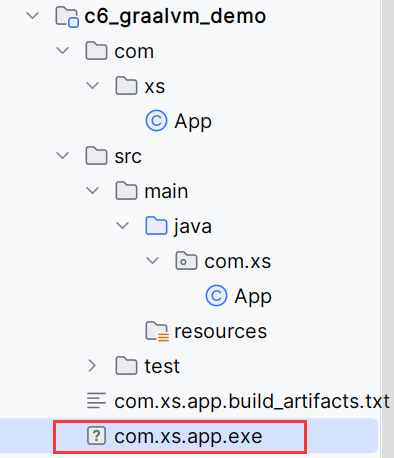 c6_graalvm_demo
com
xs
App
src
main
java
com.xs
App
resources
test
com.xs.app.build_artifacts.txt
com.xs.app.exe